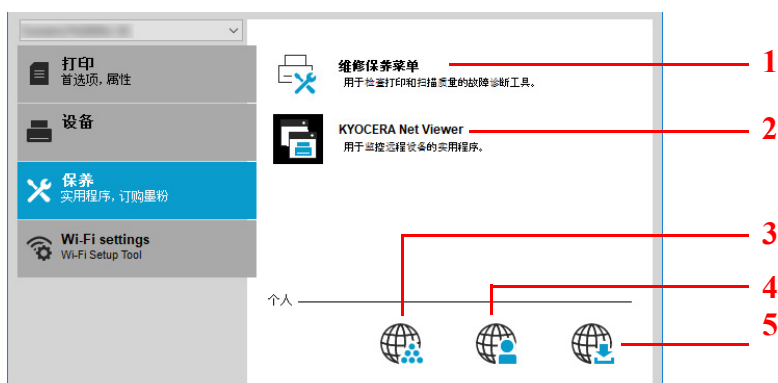 打印
首选项, 属性
设备
保养
实用程序, 订购墨粉
Wi-Fi settings
Wi-Fi Setup Tool
维修保养菜单
用于检查打印和扫描质量的故障诊断工具。
KYOCERA Net Viewer
用于监控远程设备的实用程序。
个人
1
2
3
4
5